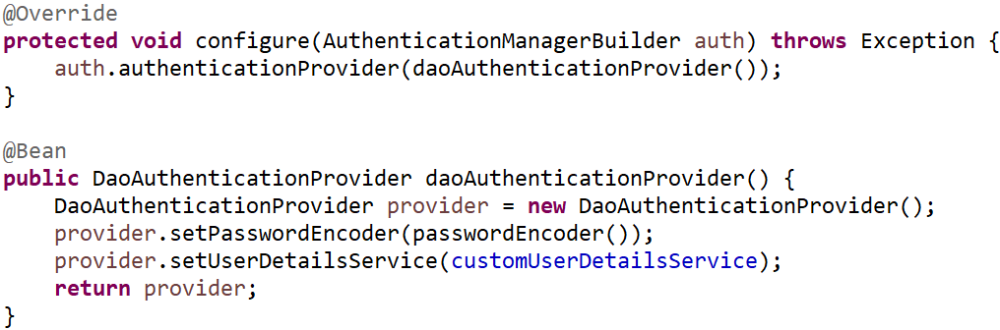 @Override
protected void configure(AuthenticationManagerBuilder auth) throws Exception {
    auth.authenticationProvider(daoAuthenticationProvider());
}

@Bean
public DaoAuthenticationProvider daoAuthenticationProvider() {
    DaoAuthenticationProvider provider = new DaoAuthenticationProvider();
    provider.setPasswordEncoder(passwordEncoder());
    provider.setUserDetailsService(customUserDetailsService);
    return provider;
}